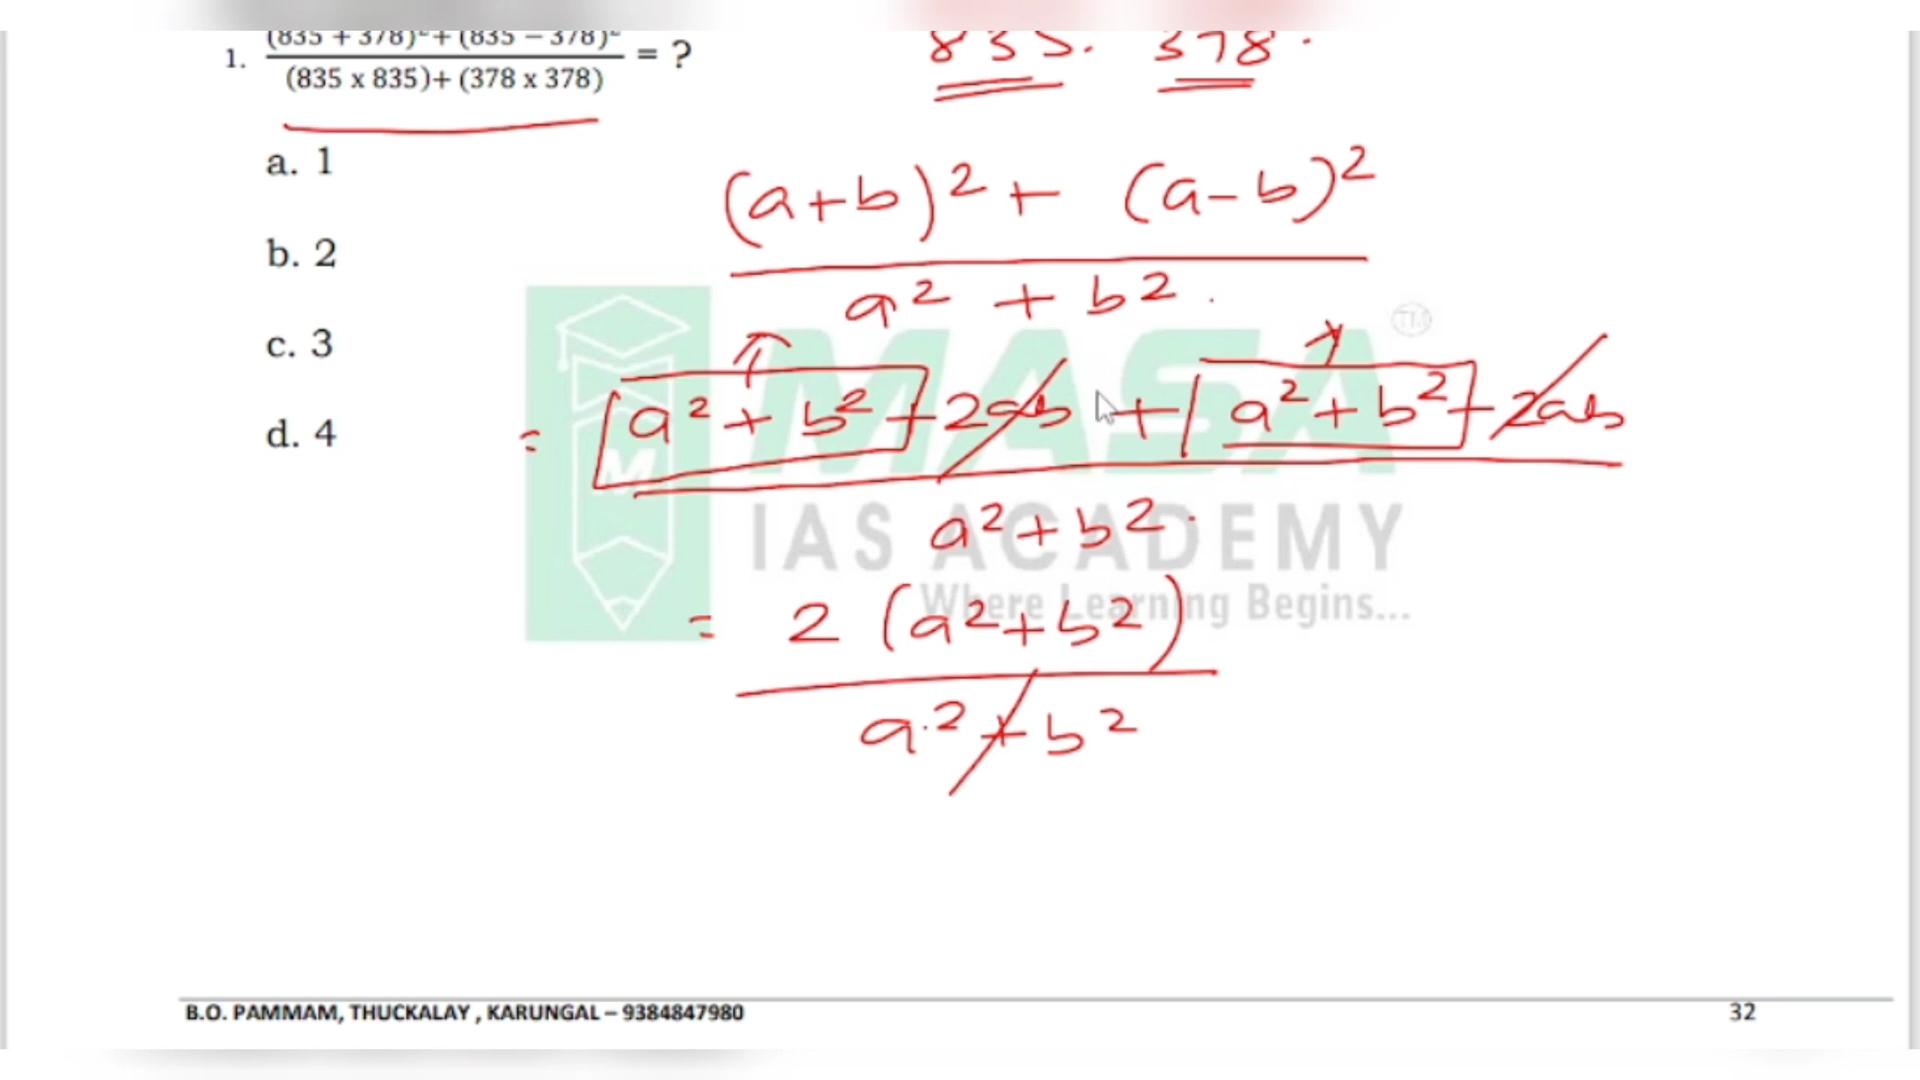 (835 + 378)² + (835 − 378)²
1. = ?
(835 x 835)+ (378 x 378)
835. 378.
a. 1
(a+b)² + (a-b)²
b. 2
a² + b².
c. 3
TM
MASA
= a² + b² + 2ab + a² + b² - 2ab
d. 4
M
a² + b².
IAS ACADEMY
Where Learning Begins...
= 2 (a²+b²)
a² + b²
B.O. PAMMAM, THUCKALAY , KARUNGAL – 9384847980
32